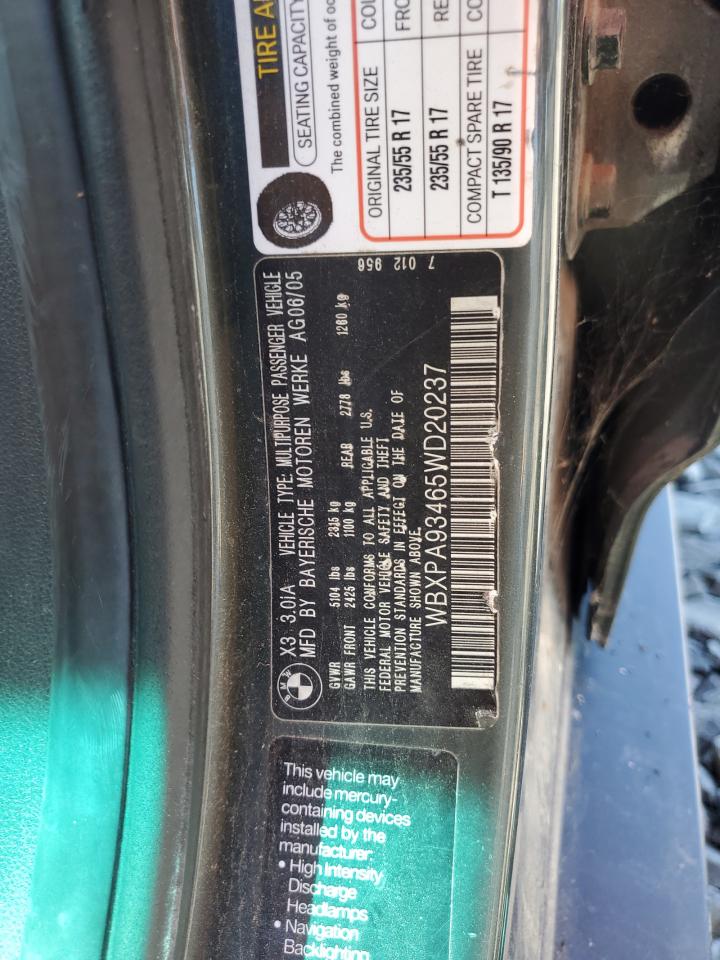 TIRE A
SEATING CAPACITY
The combined weight of oc
ORIGINAL TIRE SIZE CO
235/55 R 17 FRO
235/55 R 17 RE
COMPACT SPARE TIRE CO
T 135/90 R 17
BMW
X3 3.0iA VEHICLE TYPE: MULTIPURPOSE PASSENGER VEHICLE
MFD BY BAYERISCHE MOTOREN WERKE AG06/05
GVWR 5104 lbs 2315 kg
GAWR FRONT 2425 lbs 1100 kg REAR 2778 lbs 1260 kg
THIS VEHICLE CONFORMS TO ALL APPLICABLE U.S.
FEDERAL MOTOR VEHICLE SAFETY AND THEFT
PREVENTION STANDARDS IN EFFECT ON THE DATE OF
MANUFACTURE SHOWN ABOVE.
WBXPA93465WD20237
7 012 956
This vehicle may
include mercury-
containing devices
installed by the
manufacturer:
• High Intensity
Discharge
Headlamps
• Navigation
Backlighting